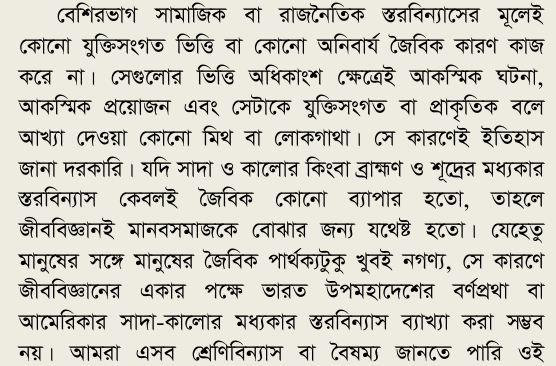 বেশিরভাগ সামাজিক বা রাজনৈতিক স্তরবিন্যাসের মূলেই
কোনো যুক্তিসংগত ভিত্তি বা কোনো অনিবার্য জৈবিক কারণ কাজ
করে না। সেগুলোর ভিত্তি অধিকাংশ ক্ষেত্রেই আকস্মিক ঘটনা,
আকস্মিক প্রয়োজন এবং সেটাকে যুক্তিসংগত বা প্রাকৃতিক বলে
আখ্যা দেওয়া কোনো মিথ বা লোকগাথা। সে কারণেই ইতিহাস
জানা দরকারি। যদি সাদা ও কালোর কিংবা ব্রাহ্মণ ও শূদ্রের মধ্যকার
স্তরবিন্যাস কেবলই জৈবিক কোনো ব্যাপার হতো, তাহলে
জীববিজ্ঞানই মানবসমাজকে বোঝার জন্য যথেষ্ট হতো। যেহেতু
মানুষের সঙ্গে মানুষের জৈবিক পার্থক্যটুকু খুবই নগণ্য, সে কারণে
জীববিজ্ঞানের একার পক্ষে ভারত উপমহাদেশের বর্ণপ্রথা বা
আমেরিকার সাদা-কালোর মধ্যকার স্তরবিন্যাস ব্যাখ্যা করা সম্ভব
নয়। আমরা এসব শ্রেণিবিন্যাস বা বৈষম্য জানতে পারি ওই